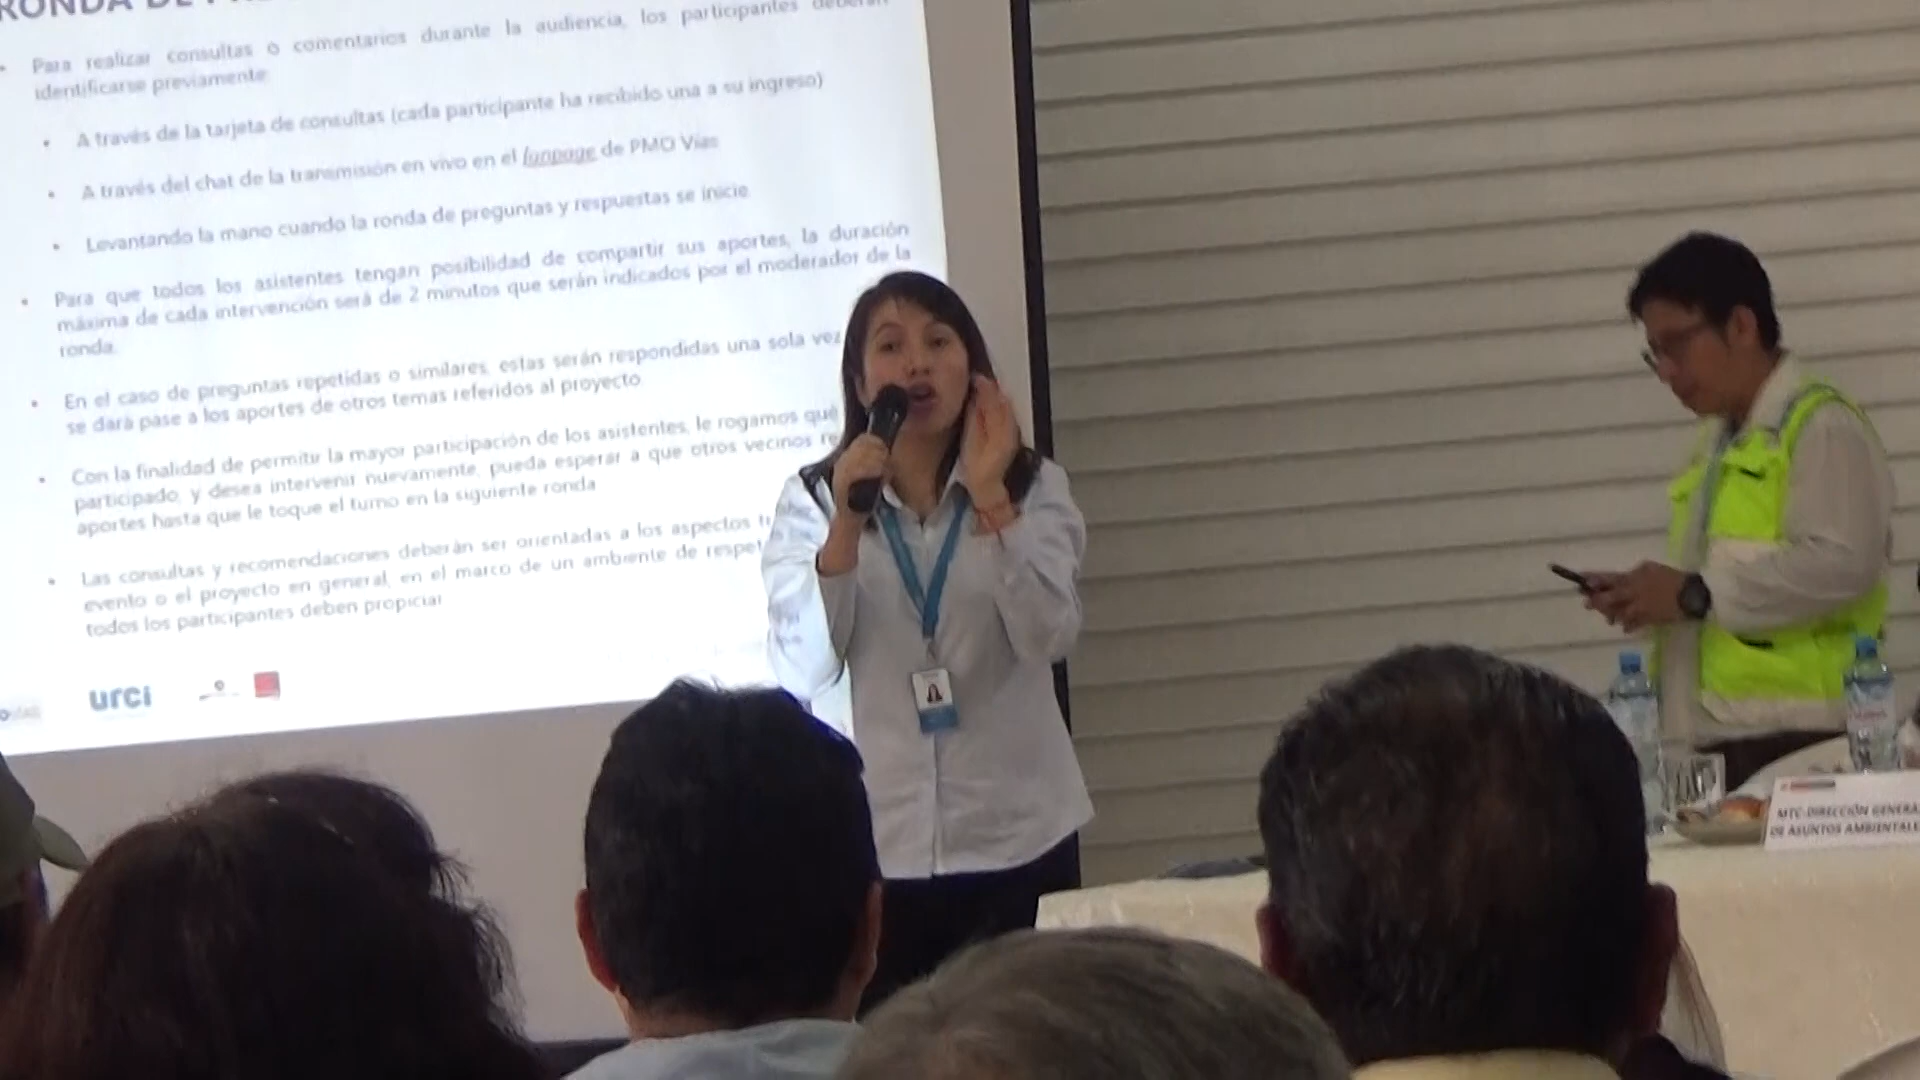 RONDA DE
Para realizar consultas o comentarios durante la audiencia, los participantes deberán
identificarse previamente
A través de la tarjeta de consultas (cada participante ha recibido una a su ingreso)
A través del chat de la transmisión en vivo en el fanpage de PMO Vías
Levantando la mano cuando la ronda de preguntas y respuestas se inicie
Para que todos los asistentes tengan posibilidad de compartir sus aportes, la duración
máxima de cada intervención será de 2 minutos que serán indicados por el moderador de la
ronda.
En el caso de preguntas repetidas o similares, estas serán respondidas una sola vez
se dará pase a los aportes de otros temas referidos al proyecto
Con la finalidad de permitir la mayor participación de los asistentes, le rogamos que
participado, y desea intervenir nuevamente, pueda esperar a que otros vecinos re
aportes hasta que le toque el turno en la siguiente ronda
Las consultas y recomendaciones deberán ser orientadas a los aspectos
evento o el proyecto en general, en el marco de un ambiente de respet
todos los participantes deben propiciar
urci
MTC-DIRECCIÓN GENERA
DE ASUNTOS AMBIENTALE